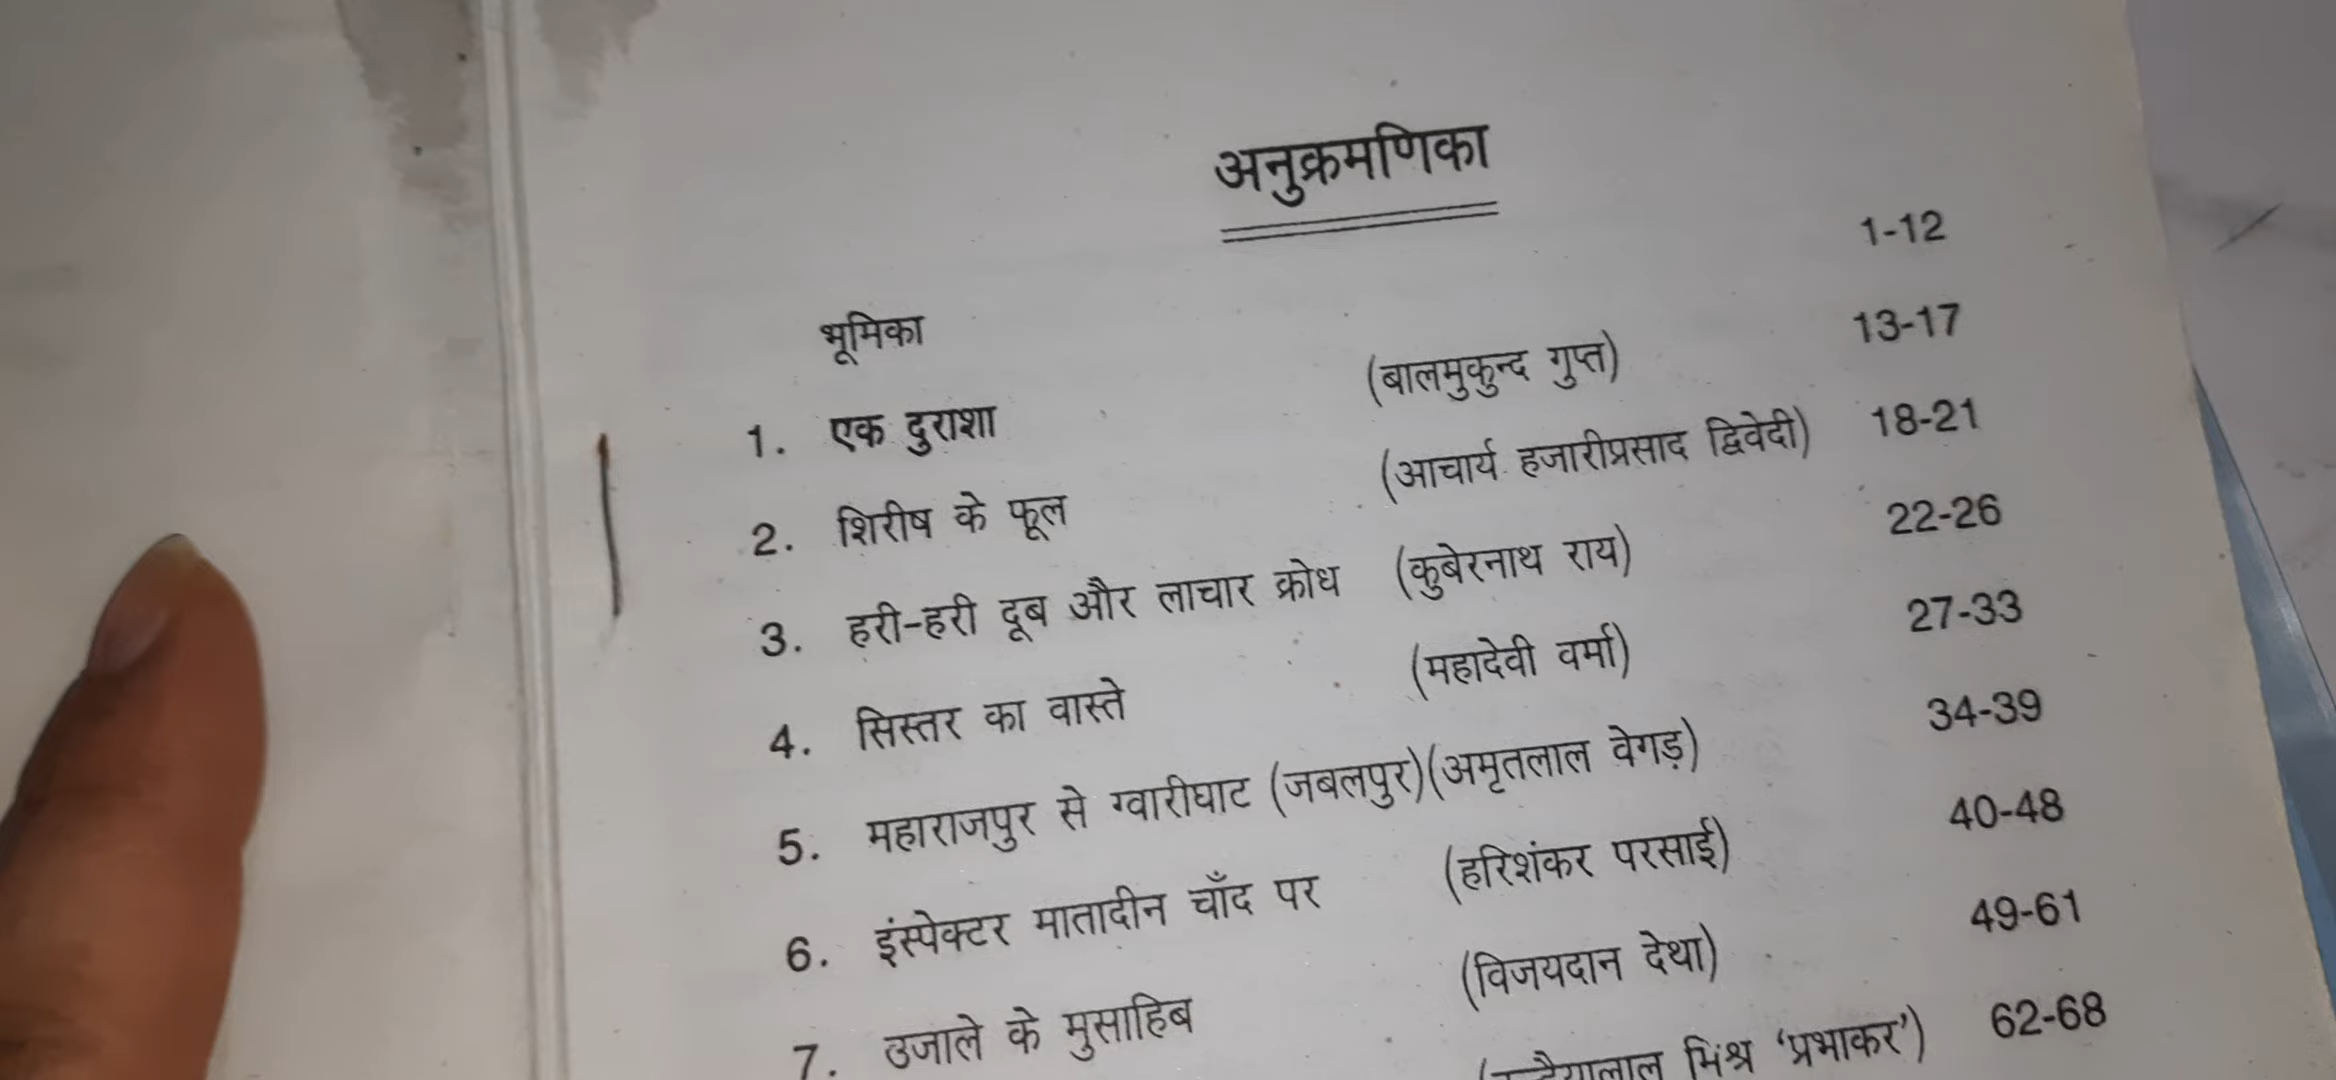 अनुक्रमणिका
भूमिका 1-12
1. एक दुराशा (बालमुकुन्द गुप्त) 13-17
2. शिरीष के फूल (आचार्य हजारीप्रसाद द्विवेदी) 18-21
3. हरी-हरी दूब और लाचार क्रोध (कुबेरनाथ राय) 22-26
4. सिस्तर का वास्ते (महादेवी वर्मा) 27-33
5. महाराजपुर से ग्वारीघाट (जबलपुर)(अमृतलाल वेगड़) 34-39
6. इंस्पेक्टर मातादीन चाँद पर (हरिशंकर परसाई) 40-48
7. उजाले के मुसाहिब (विजयदान देथा) 49-61
मिश्र 'प्रभाकर') 62-68